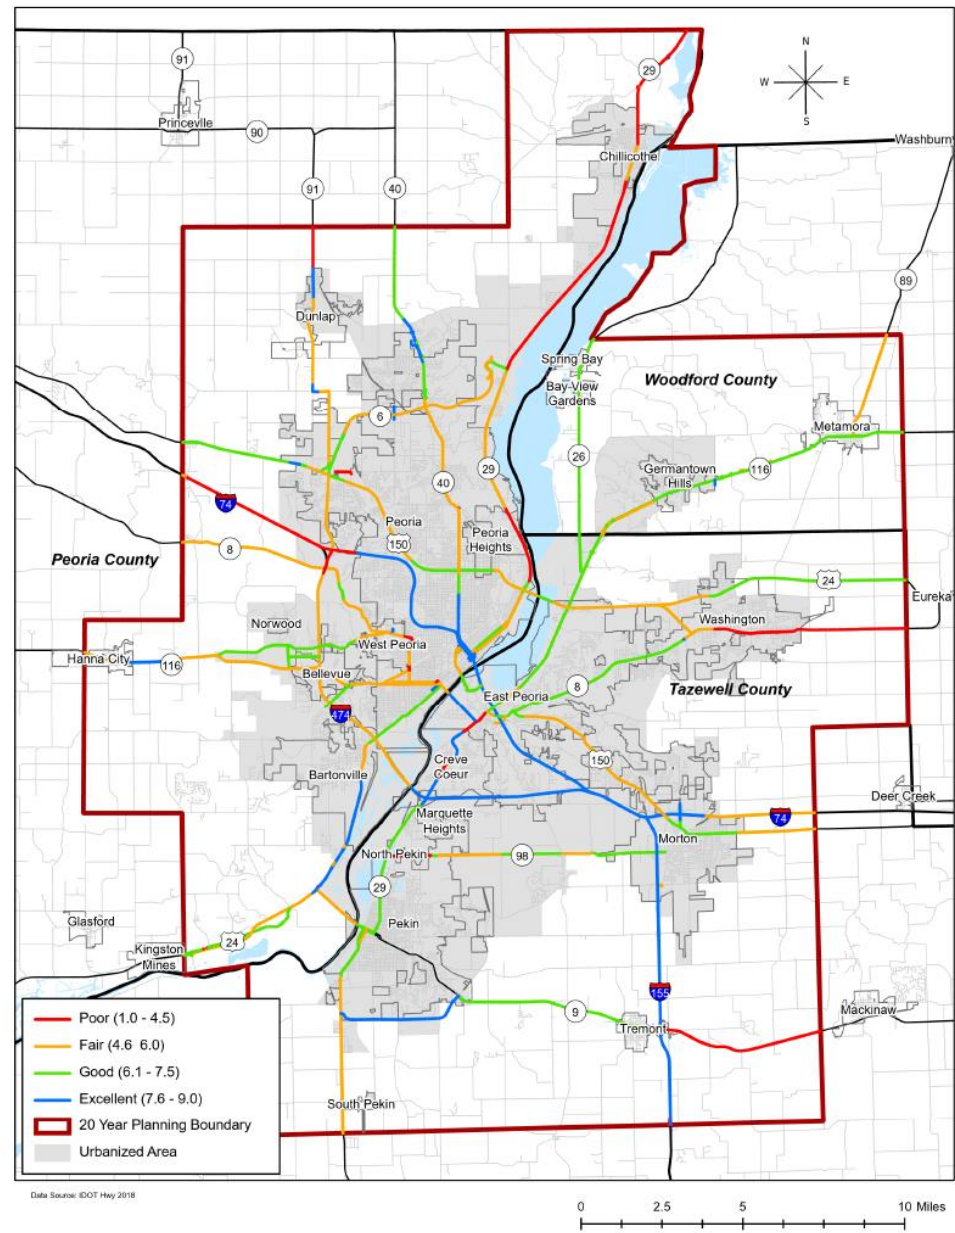 N
W E
S
29
91
Princeville
90
Washburn
Chillicothe
91
40
89
Dunlap
Spring Bay
Woodford County
Bay View
Gardens
6
Metamora
29
26
116
Germantown
Hills
40
74
Peoria
150
Peoria
Heights
8
Peoria County
24
Eureka
Norwood
Washington
West Peoria
Hanna City
116
Bellevue
8
Tazewell County
East Peoria
474
150
Creve
Coeur
Bartonville
Deer Creek
Marquette
Heights
74
Morton
North Pekin
98
29
Glasford
Pekin
24
Kingston
Mines
155
Mackinaw
9
Tremont
Poor (1.0 - 4.5)
Fair (4.6 6.0)
Good (6.1 - 7.5)
Excellent (7.6 - 9.0)
20 Year Planning Boundary
Urbanized Area
South Pekin
Data Source: IDOT Hwy 2018
0 2.5 5 10 Miles